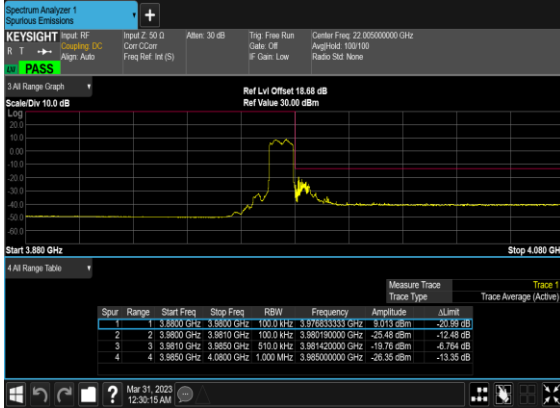 Spectrum Analyzer 1
Spurious Emissions
+
KEYSIGHT Input: RF Input Z: 50 Ω Atten: 30 dB Trig: Free Run Center Freq: 22.005000000 GHz
R T Coupling: DC Corr CCorr Gate: Off Avg|Hold: 100/100
Align: Auto Freq Ref: Int (S) IF Gain: Low Radio Std: None
PASS
3 All Range Graph
Ref Lvl Offset 18.68 dB
Scale/Div 10.0 dB Ref Value 30.00 dBm
Log
20.0
10.0
0.00
-10.0
-20.0
-30.0
-40.0
-50.0
-60.0
Start 3.880 GHz Stop 4.080 GH
4 All Range Table
Measure Trace Trace 1
Trace Type Trace Average (Active)
Spur Range Start Freq Stop Freq RBW Frequency Amplitude ΔLimit
1 1 3.8800 GHz 3.9800 GHz 100.0 kHz 3.976833333 GHz 9.013 dBm -20.99 dB
2 2 3.9800 GHz 3.9810 GHz 100.0 kHz 3.980190000 GHz -25.48 dBm -12.48 dB
3 3 3.9810 GHz 3.9850 GHz 510.0 kHz 3.981420000 GHz -19.76 dBm -6.764 dB
4 4 3.9850 GHz 4.0800 GHz 1.000 MHz 3.985000000 GHz -26.35 dBm -13.35 dB
? Mar 31, 2023
12:30:15 AM